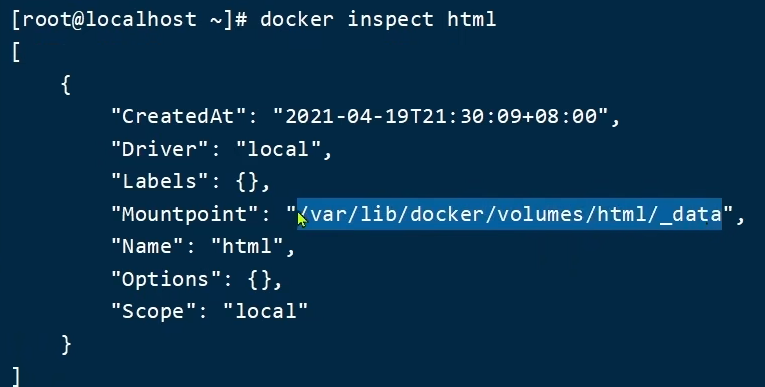 [root@localhost ~]# docker inspect html
[
    {
        "CreatedAt": "2021-04-19T21:30:09+08:00",
        "Driver": "local",
        "Labels": {},
        "Mountpoint": "/var/lib/docker/volumes/html/_data",
        "Name": "html",
        "Options": {},
        "Scope": "local"
    }
]